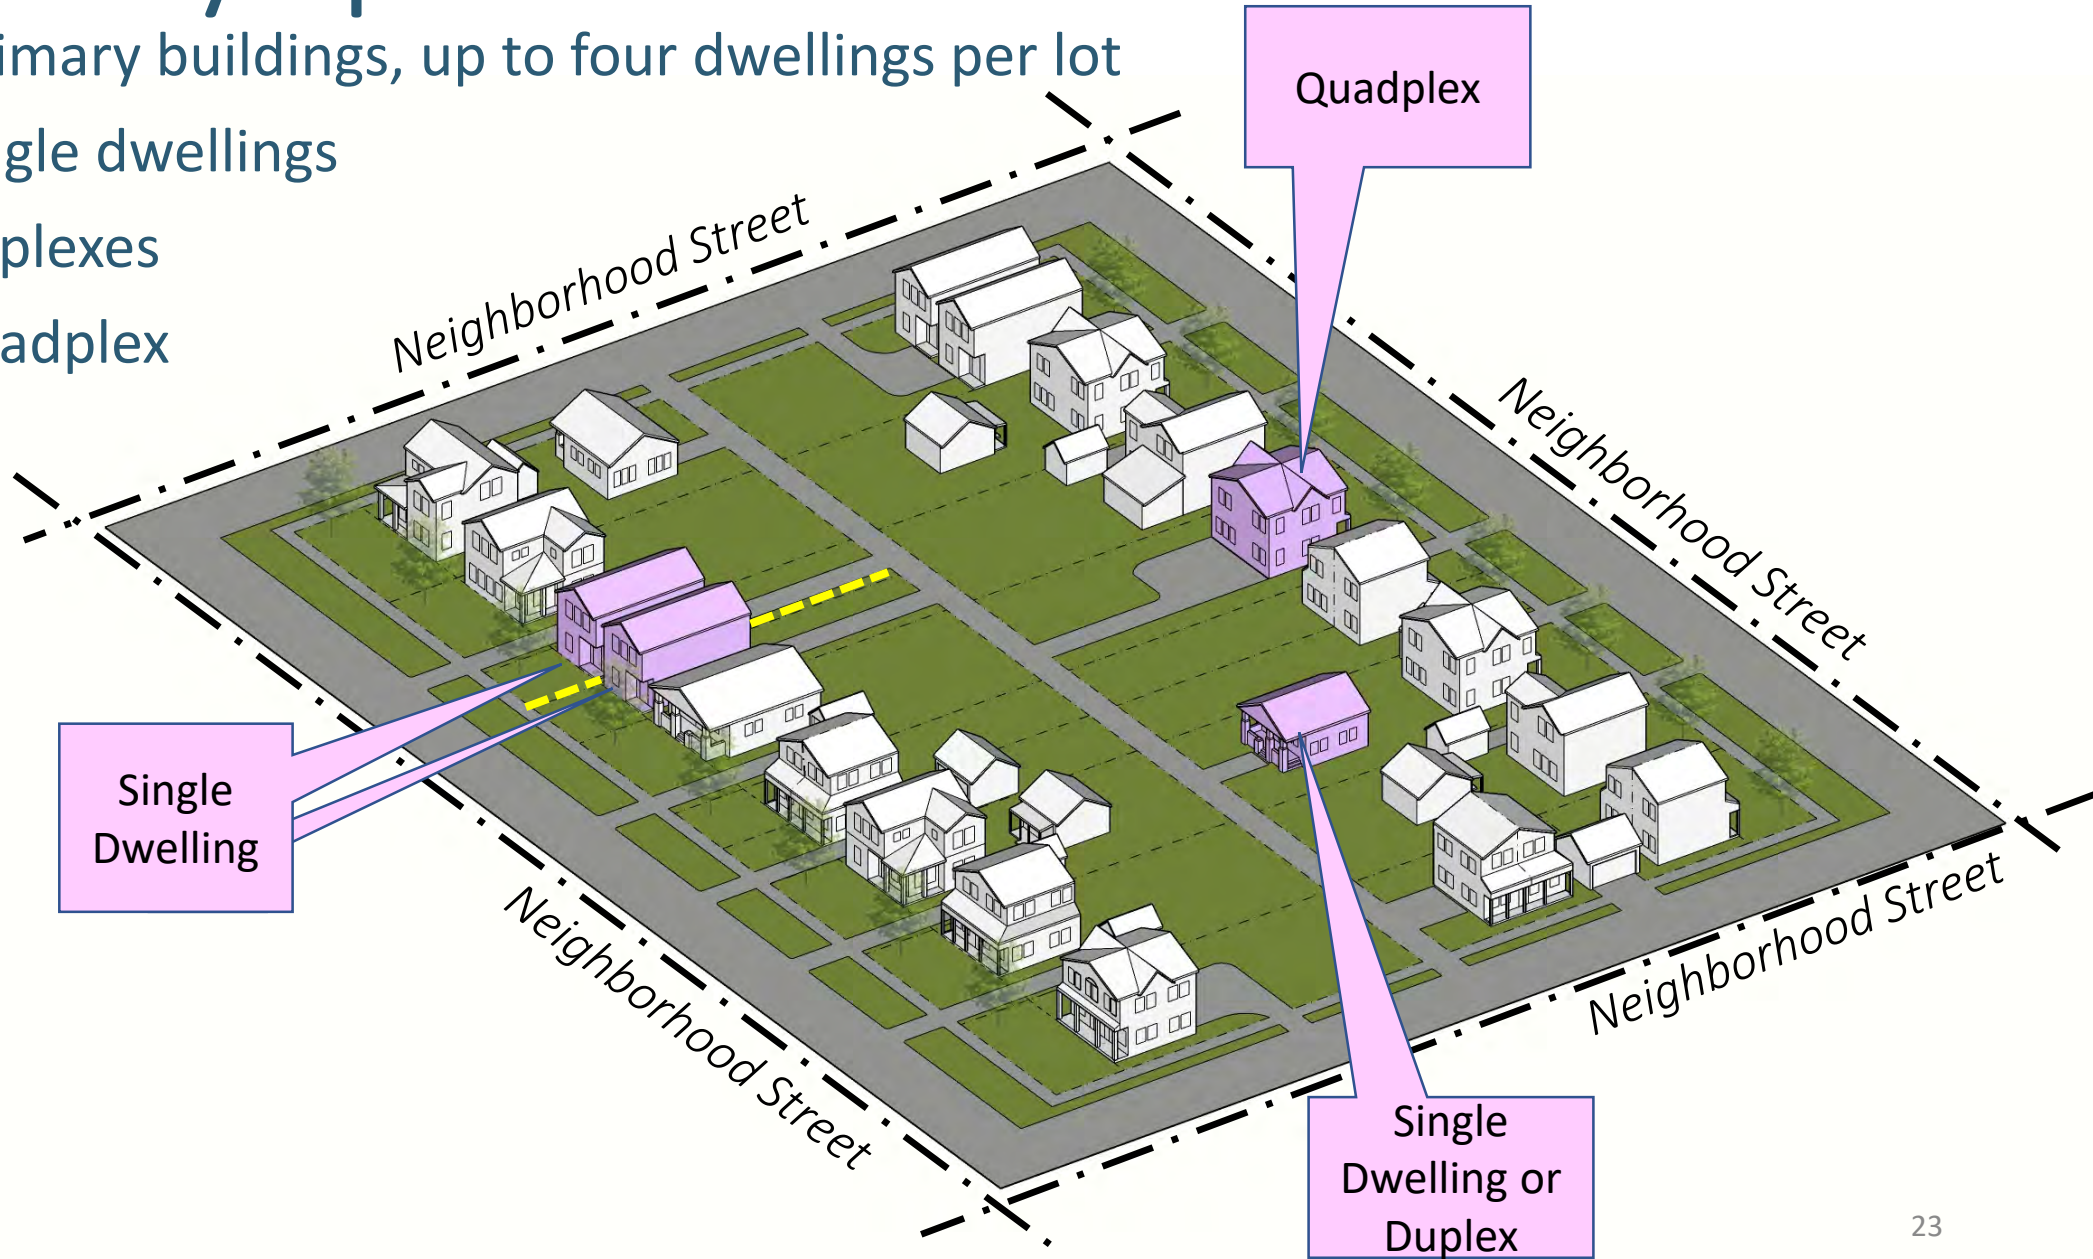 imary buildings, up to four dwellings per lot
gle dwellings
plexes
adplex
Quadplex
Neighborhood Street
Neighborhood Street
Single
Dwelling
Neighborhood Street
Neighborhood Street
Single
Dwelling or
Duplex
23